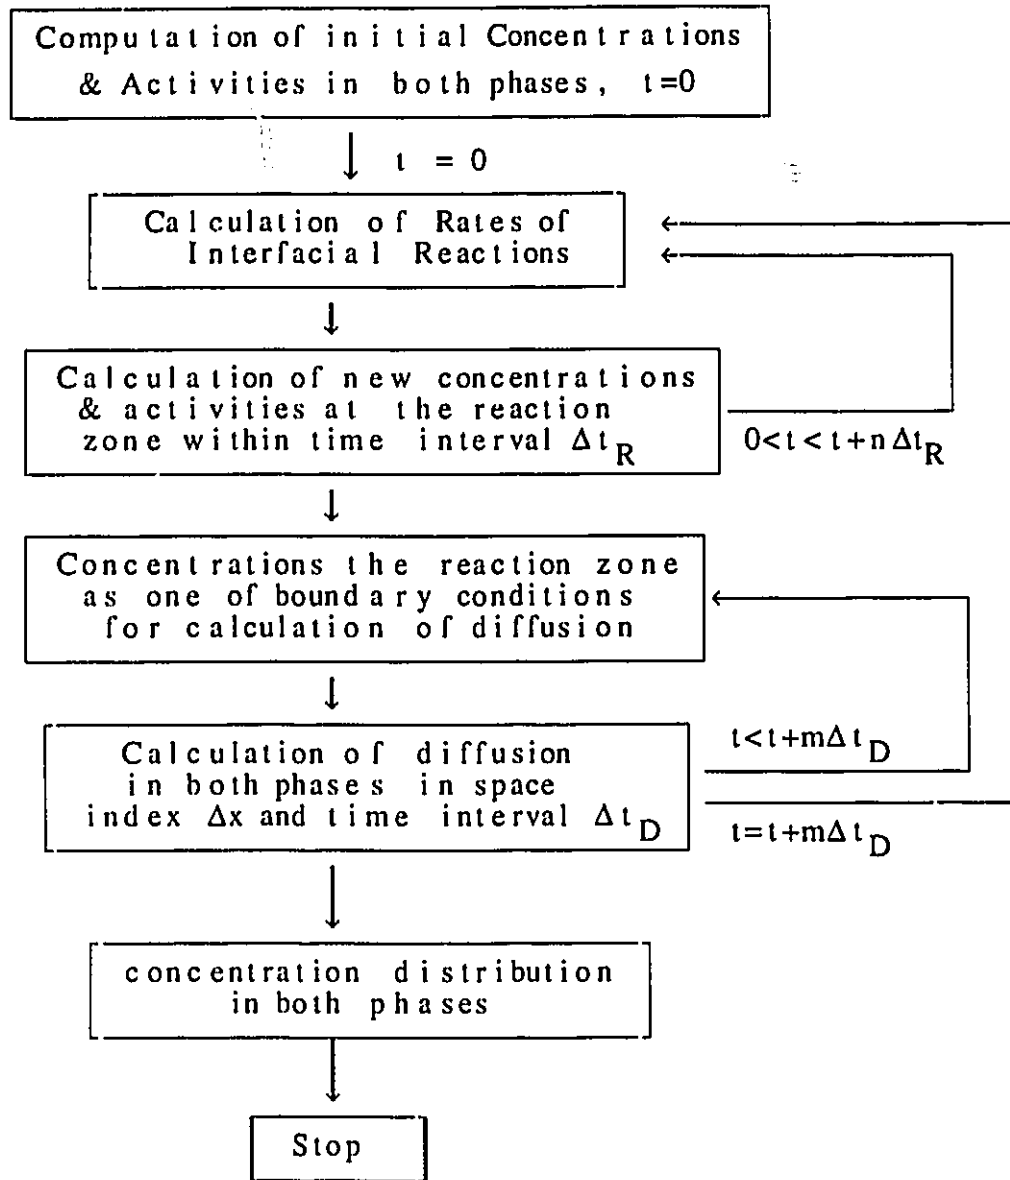 Computation of initial Concentrations
& Activities in both phases, t=0
t = 0
Calculation of Rates of
Interfacial Reactions
Calculation of new concentrations
& activities at the reaction
zone within time interval Δt_R
0<t<t+nΔt_R
Concentrations the reaction zone
as one of boundary conditions
for calculation of diffusion
Calculation of diffusion
in both phases in space
index Δx and time interval Δt_D
t<t+mΔt_D
t=t+mΔt_D
concentration distribution
in both phases
Stop